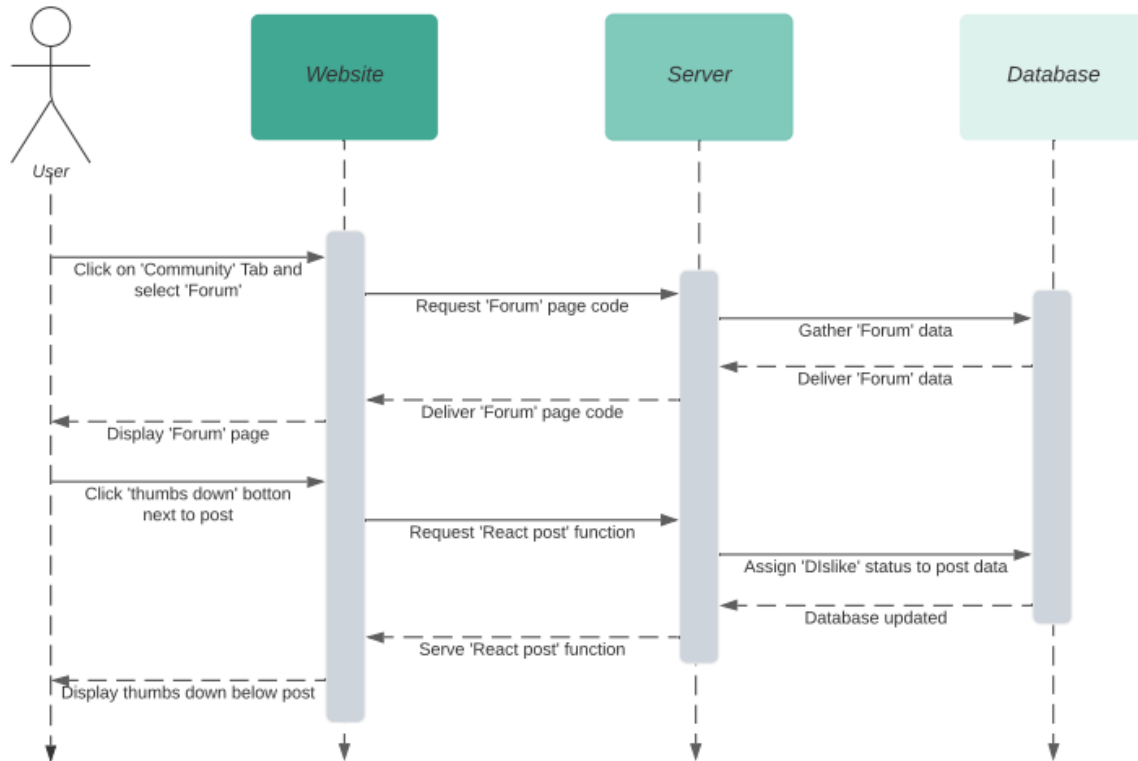 Website
Server
Database
User
Click on 'Community' Tab and
select 'Forum'
Request 'Forum' page code
Gather 'Forum' data
Deliver 'Forum' data
Deliver 'Forum' page code
Display 'Forum' page
Click 'thumbs down' botton
next to post
Request 'React post' function
Assign 'DIslike' status to post data
Database updated
Serve 'React post' function
Display thumbs down below post